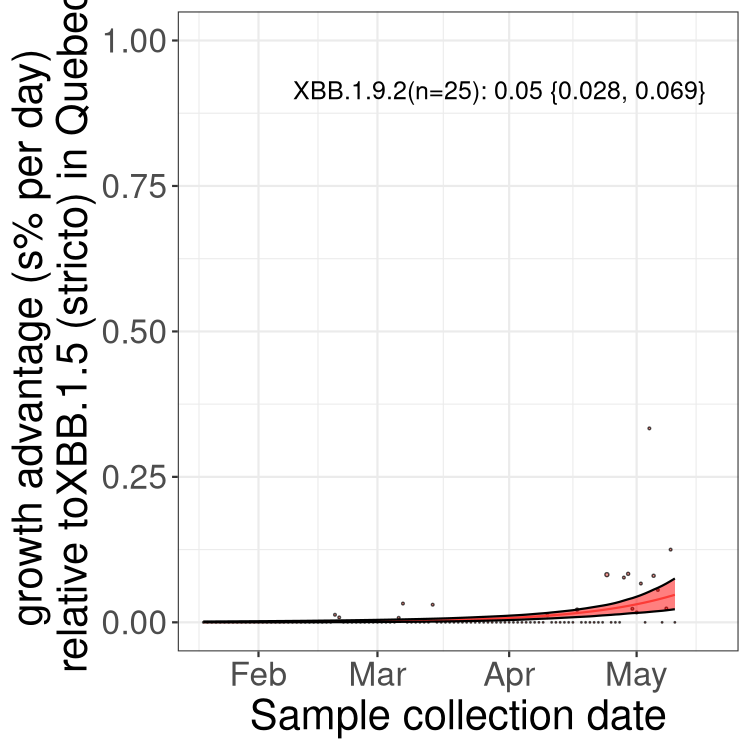 growth advantage (s% per day)
relative toXBB.1.5 (stricto) in Quebec
1.00
0.75
0.50
0.25
0.00
XBB.1.9.2(n=25): 0.05 {0.028, 0.069}
Feb Mar Apr May
Sample collection date